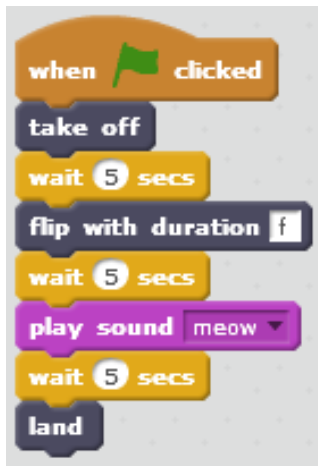 when clicked
take off
wait 5 secs
flip with duration f
wait 5 secs
play sound meow
wait 5 secs
land